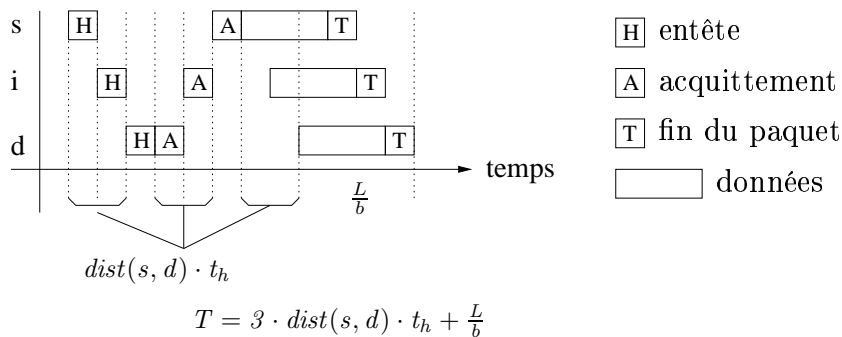 s H A T
i H A T
d H A T
temps
L/b
dist(s, d) · t_h
T = 3 · dist(s, d) · t_h + L/b
H entête
A acquittement
T fin du paquet
données